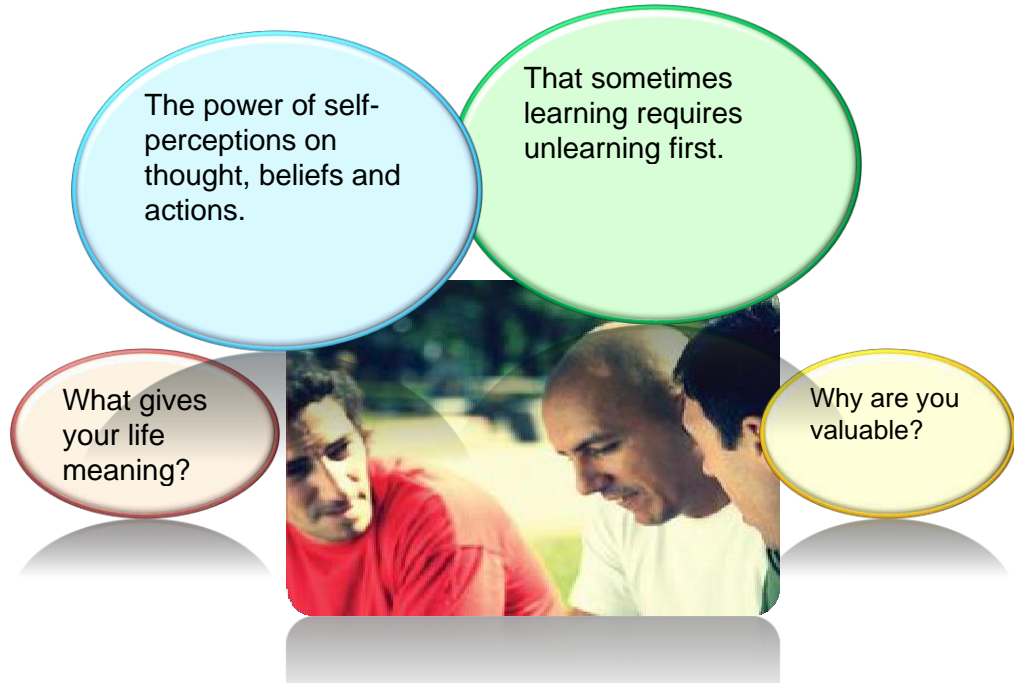 The power of self-
perceptions on
thought, beliefs and
actions.
That sometimes
learning requires
unlearning first.
What gives
your life
meaning?
Why are you
valuable?